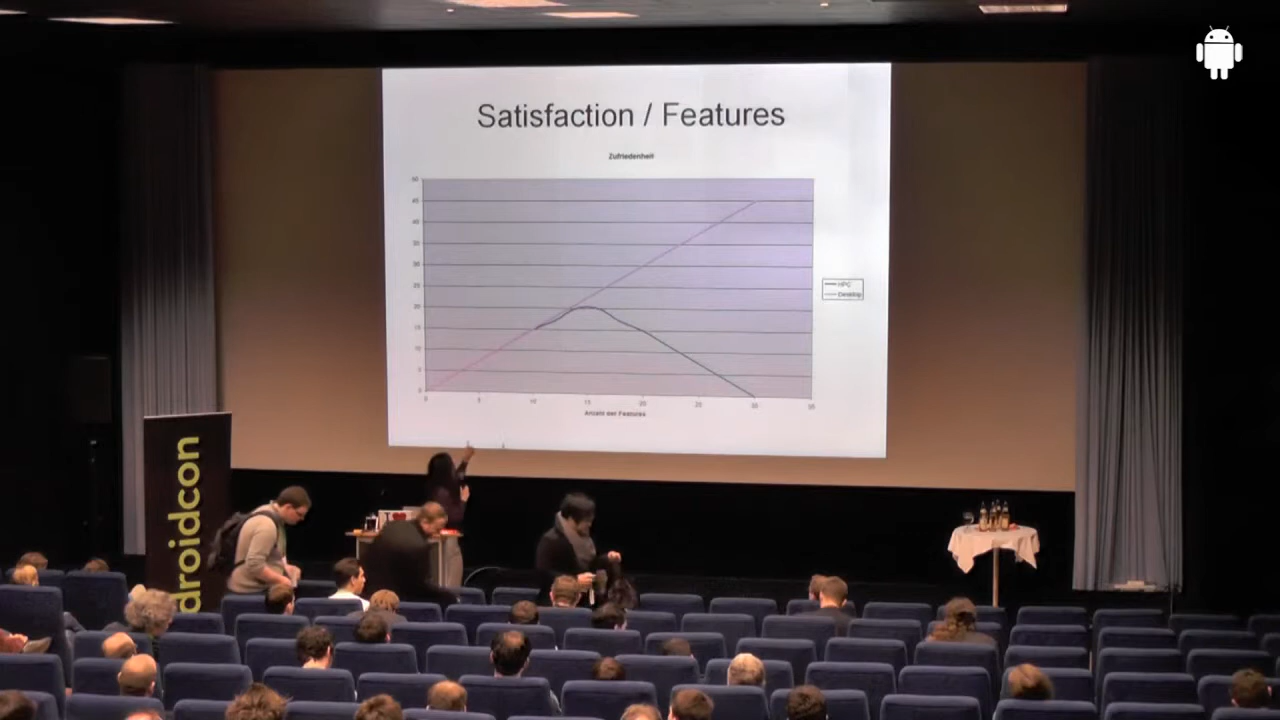 Satisfaction / Features
Zufriedenheit
50
45
40
35
30
25
20
15
10
5
0
0 5 10 15 20 25 30 35
Anzahl der Features
droidcon